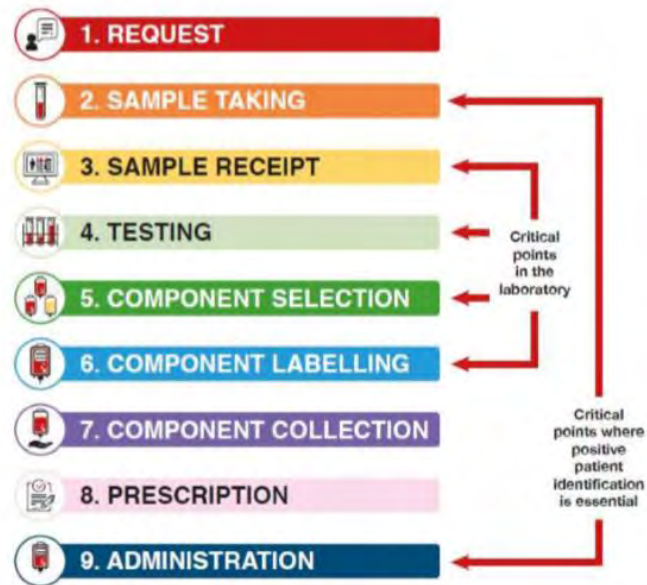 1. REQUEST
2. SAMPLE TAKING
3. SAMPLE RECEIPT
4. TESTING
5. COMPONENT SELECTION
6. COMPONENT LABELLING
7. COMPONENT COLLECTION
8. PRESCRIPTION
9. ADMINISTRATION
Critical
points
in the
laboratory
Critical
points where
positive
patient
identification
is essential